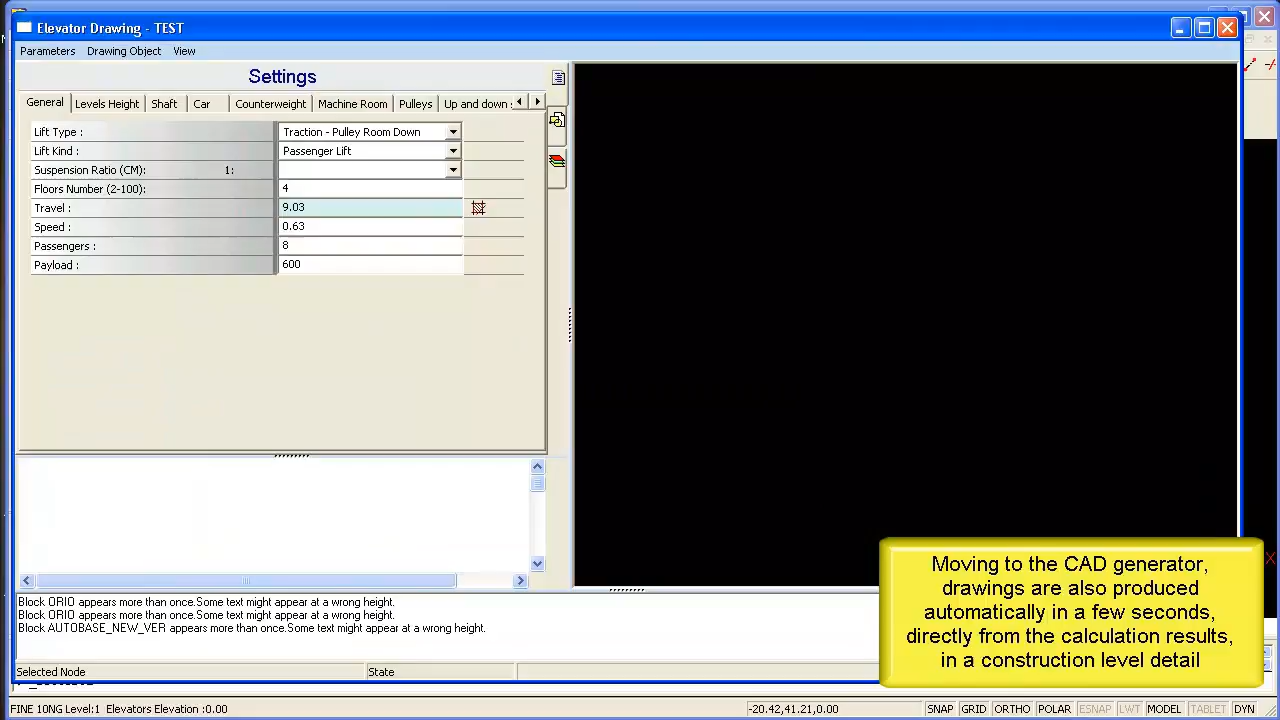 Elevator Drawing - TEST
Parameters Drawing Object View
Settings
General Levels Height Shaft Car Counterweight Machine Room Pulleys Up and down
Lift Type : Traction - Pulley Room Down
Lift Kind : Passenger Lift
Suspension Ratio (CM): 1:
Floors Number (2-100): 4
Travel : 9.03
Speed : 0.63
Passengers : 8
Payload : 600
Moving to the CAD generator,
drawings are also produced
automatically in a few seconds,
directly from the calculation results,
in a construction level detail
Block ORIO appears more than once.Some text might appear at a wrong height.
Block ORIO appears more than once.Some text might appear at a wrong height.
Block AUTOBASE_NEW_VER appears more than once.Some text might appear at a wrong height.
Selected Node State
FINE 10NG Level:1 Elevators Elevation :0.00 -20.42,41.21,0.00 SNAP GRID ORTHO POLAR ESNAP LWT MODEL TABLET DYN